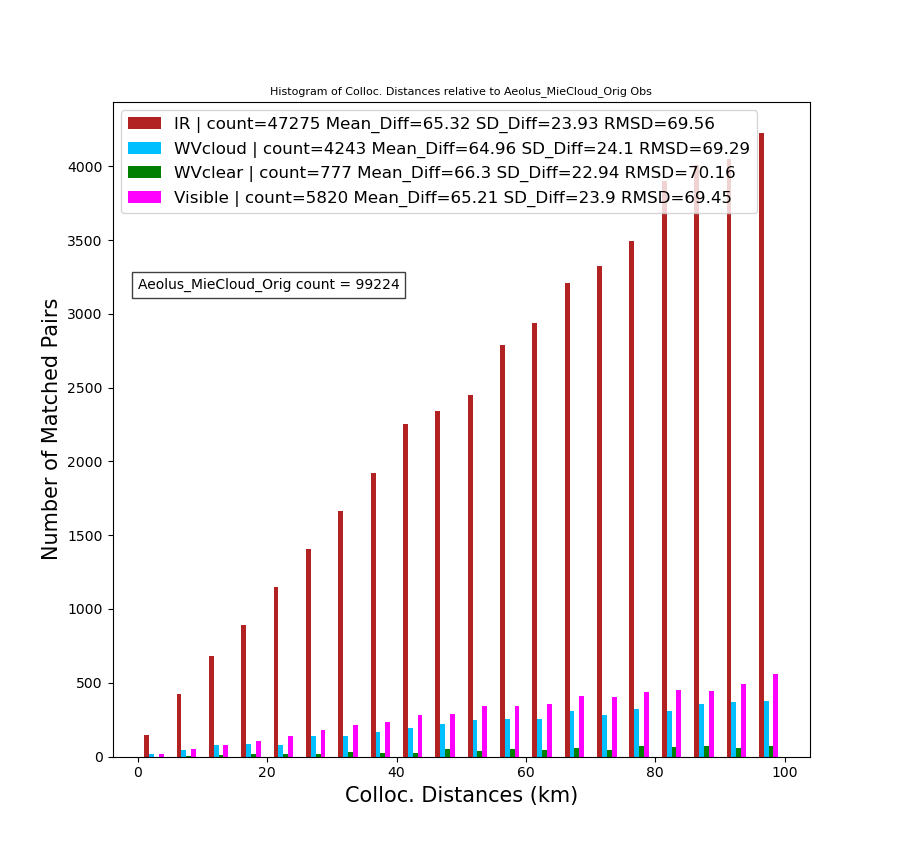 Histogram of Colloc. Distances relative to Aeolus_MieCloud_Orig Obs
IR | count=47275 Mean_Diff=65.32 SD_Diff=23.93 RMSD=69.56
WVcloud | count=4243 Mean_Diff=64.96 SD_Diff=24.1 RMSD=69.29
WVclear | count=777 Mean_Diff=66.3 SD_Diff=22.94 RMSD=70.16
Visible | count=5820 Mean_Diff=65.21 SD_Diff=23.9 RMSD=69.45
Aeolus_MieCloud_Orig count = 99224
Number of Matched Pairs
4000
3500
3000
2500
2000
1500
1000
500
0
0 20 40 60 80 100
Colloc. Distances (km)